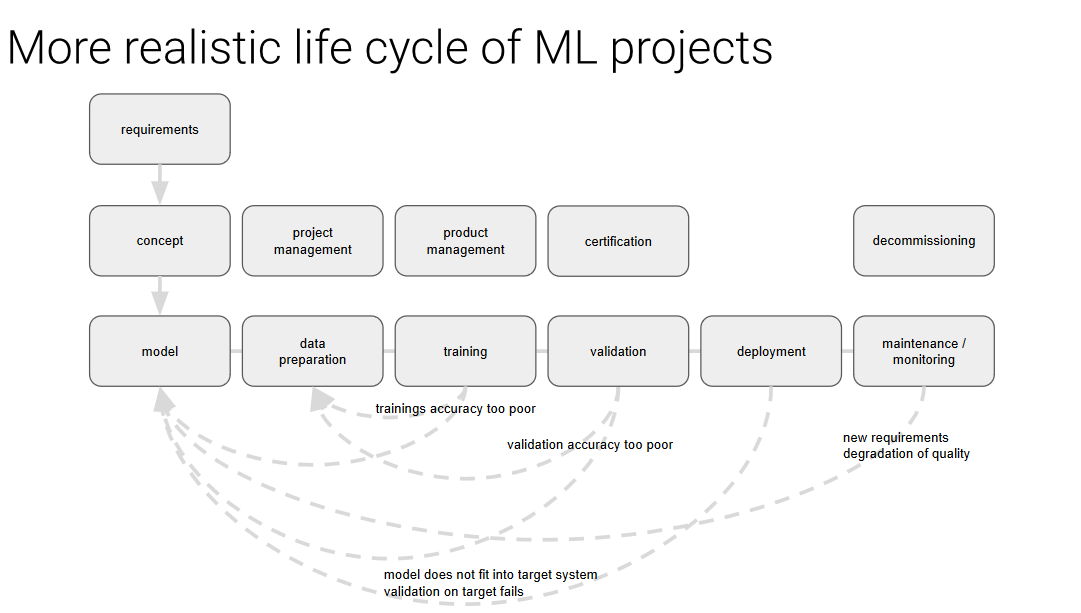 More realistic life cycle of ML projects
requirements
concept
project
management
product
management
certification
decommissioning
model
data
preparation
training
validation
deployment
maintenance /
monitoring
trainings accuracy too poor
validation accuracy too poor
new requirements
degradation of quality
model does not fit into target system
validation on target fails